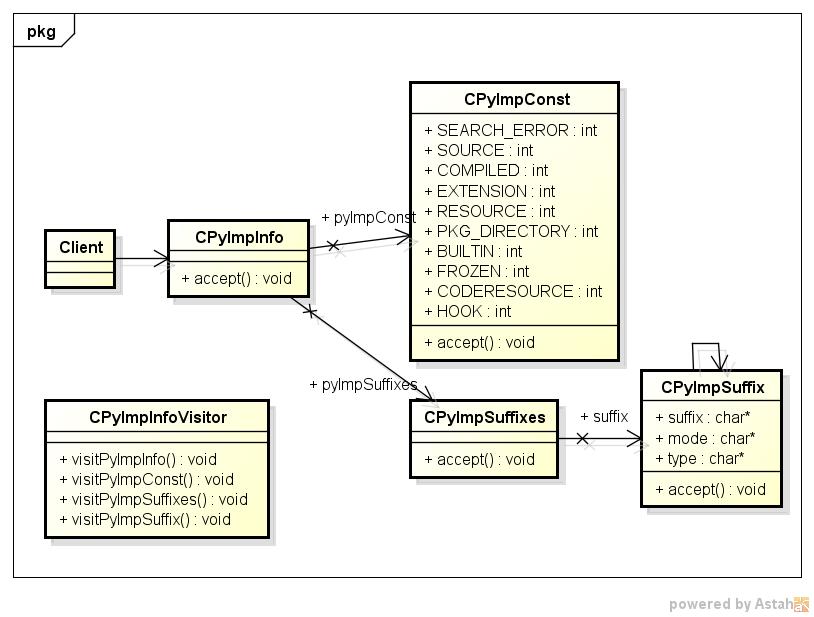 pkg
CPyImpConst
+ SEARCH_ERROR : int
+ SOURCE : int
+ COMPILED : int
+ EXTENSION : int
+ RESOURCE : int
+ PKG_DIRECTORY : int
+ BUILTIN : int
+ FROZEN : int
+ CODERESOURCE : int
+ HOOK : int
+ accept() : void
+ pyImpConst
Client
CPyImpInfo
+ accept() : void
+ pyImpSuffixes
CPyImpSuffix
+ suffix : char*
+ mode : char*
+ type : char*
+ accept() : void
CPyImpInfoVisitor
+ visitPyImpInfo() : void
+ visitPyImpConst() : void
+ visitPyImpSuffixes() : void
+ visitPyImpSuffix() : void
CPyImpSuffixes
+ accept() : void
+ suffix
powered by Astah